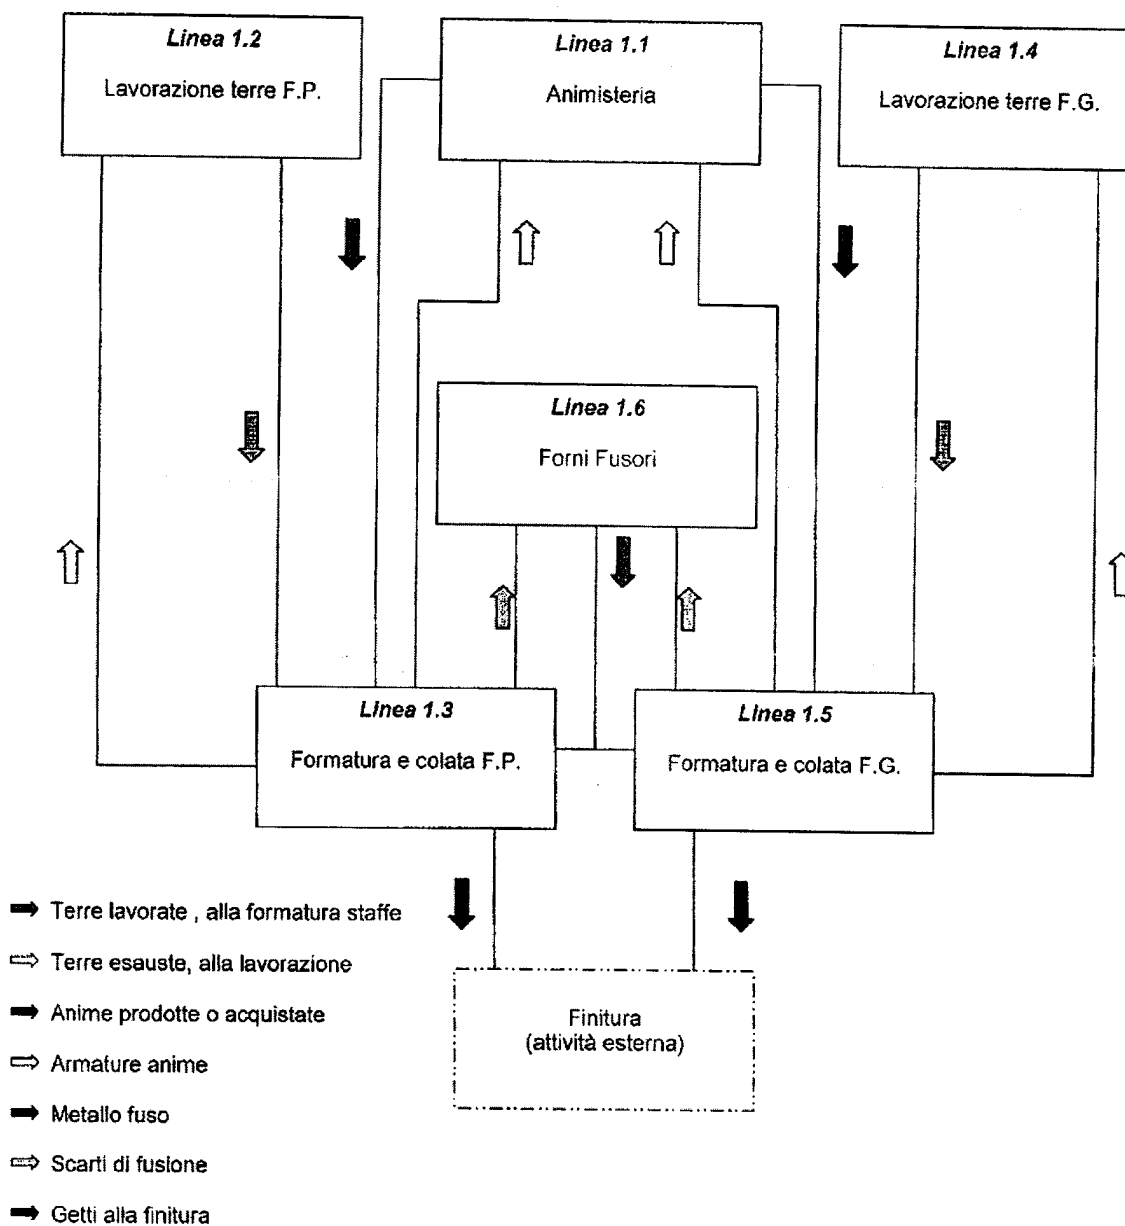 Linea 1.2
Lavorazione terre F.P.
Linea 1.1
Animisteria
Linea 1.4
Lavorazione terre F.G.
Linea 1.6
Forni Fusori
Linea 1.3
Formatura e colata F.P.
Linea 1.5
Formatura e colata F.G.
Finitura
(attività esterna)
Terre lavorate , alla formatura staffe
Terre esauste, alla lavorazione
Anime prodotte o acquistate
Armature anime
Metallo fuso
Scarti di fusione
Getti alla finitura